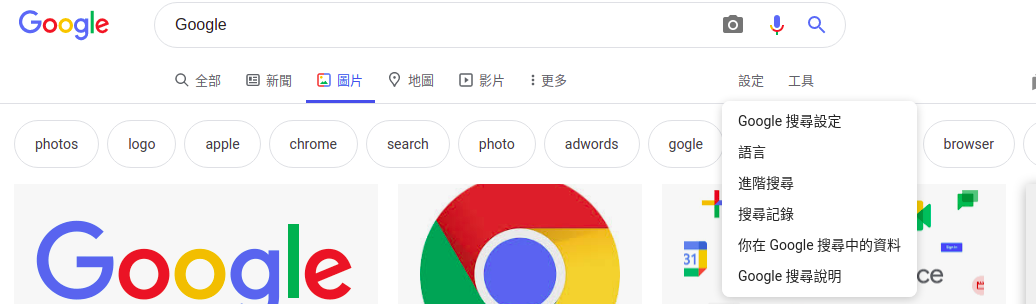 Google Google
全部 新聞 圖片 地圖 影片 更多 設定 工具
photos logo apple chrome search photo adwords gogle browser
Google 搜尋設定
語言
進階搜尋
搜尋記錄
你在 Google 搜尋中的資料
Google 搜尋說明
Google
31
Sign in